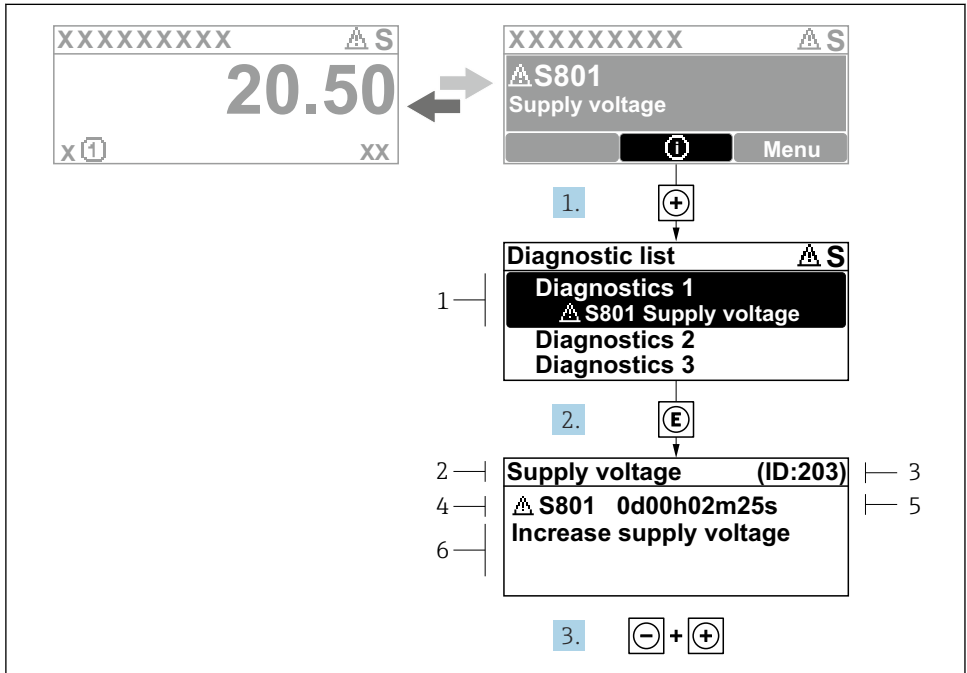 XXXXXXXXX ⚠ S
20.50
X ① XX
XXXXXXXXX ⚠ S
⚠ S801
Supply voltage
ⓘ Menu
1. +
Diagnostic list ⚠ S
1
Diagnostics 1
⚠ S801 Supply voltage
Diagnostics 2
Diagnostics 3
2. E
2 Supply voltage (ID:203) 3
4 ⚠ S801 0d00h02m25s 5
6 Increase supply voltage
3. - + +